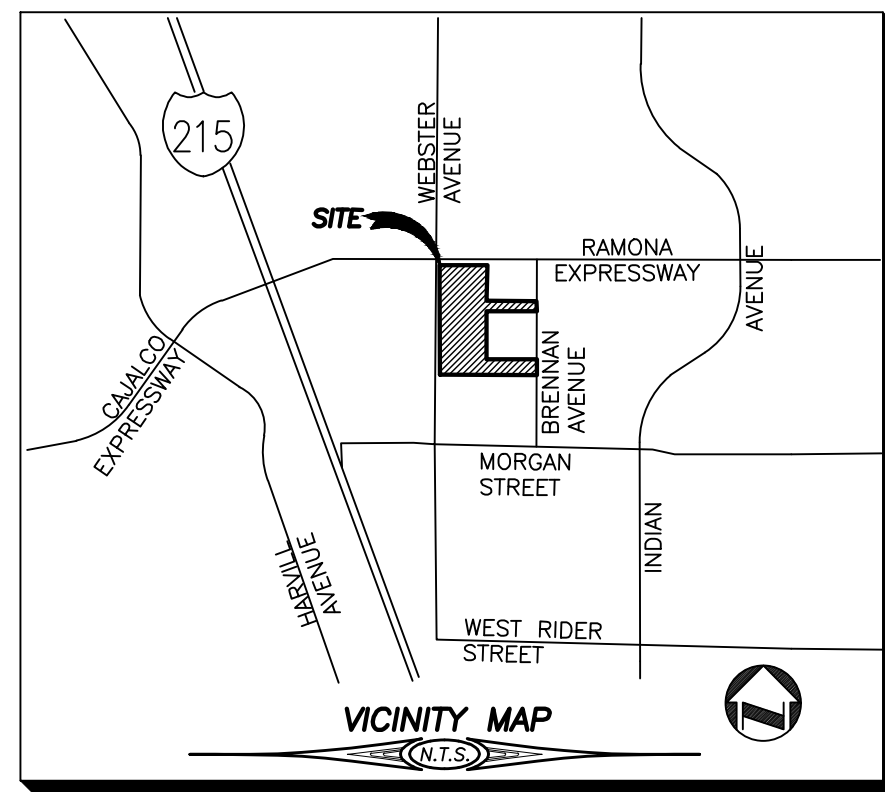 215
WEBSTER
AVENUE
SITE
RAMONA
EXPRESSWAY
AVENUE
CAJALCO
EXPRESSWAY
BRENNAN
AVENUE
MORGAN
STREET
HARVILL
AVENUE
INDIAN
WEST RIDER
STREET
N
VICINITY MAP
N.T.S.